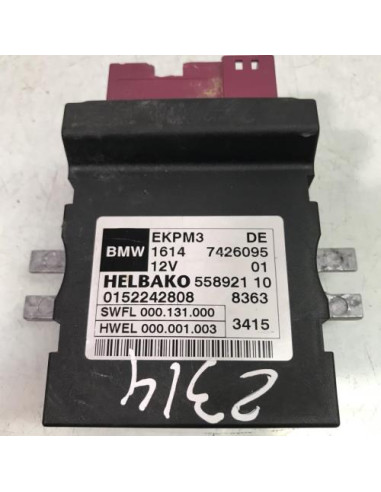 EKPM3 DE
BMW 1614 7426095
12V 01
HELBAKO 558921 10
0152242808 8363
SWFL 000.131.000
HWEL 000.001.003 3415
2314